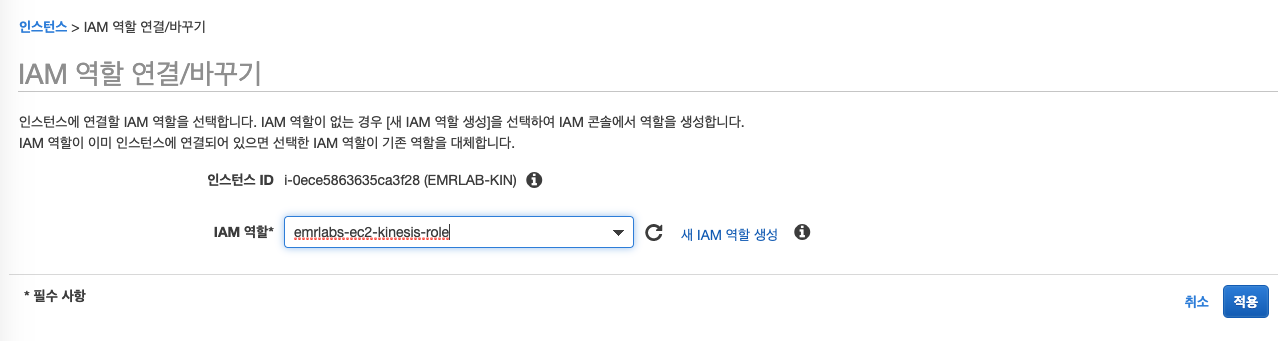 인스턴스 > IAM 역할 연결/바꾸기
IAM 역할 연결/바꾸기
인스턴스에 연결할 IAM 역할을 선택합니다. IAM 역할이 없는 경우 [새 IAM 역할 생성]을 선택하여 IAM 콘솔에서 역할을 생성합니다.
IAM 역할이 이미 인스턴스에 연결되어 있으면 선택한 IAM 역할이 기존 역할을 대체합니다.
인스턴스 ID i-0ece5863635ca3f28 (EMRLAB-KIN)
IAM 역할* emrlabs-ec2-kinesis-role 새 IAM 역할 생성
* 필수 사항
취소 적용